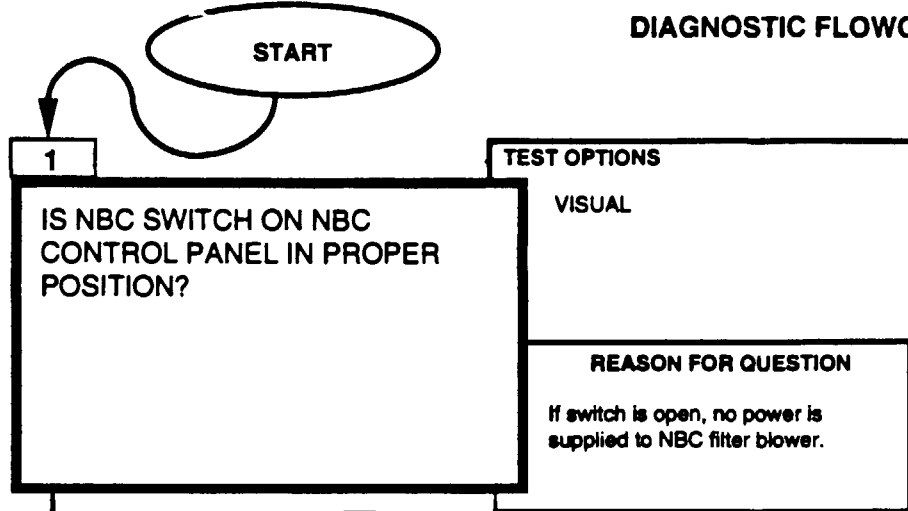 DIAGNOSTIC FLOWC
START
1
IS NBC SWITCH ON NBC
CONTROL PANEL IN PROPER
POSITION?
TEST OPTIONS
VISUAL
REASON FOR QUESTION
If switch is open, no power is
supplied to NBC filter blower.